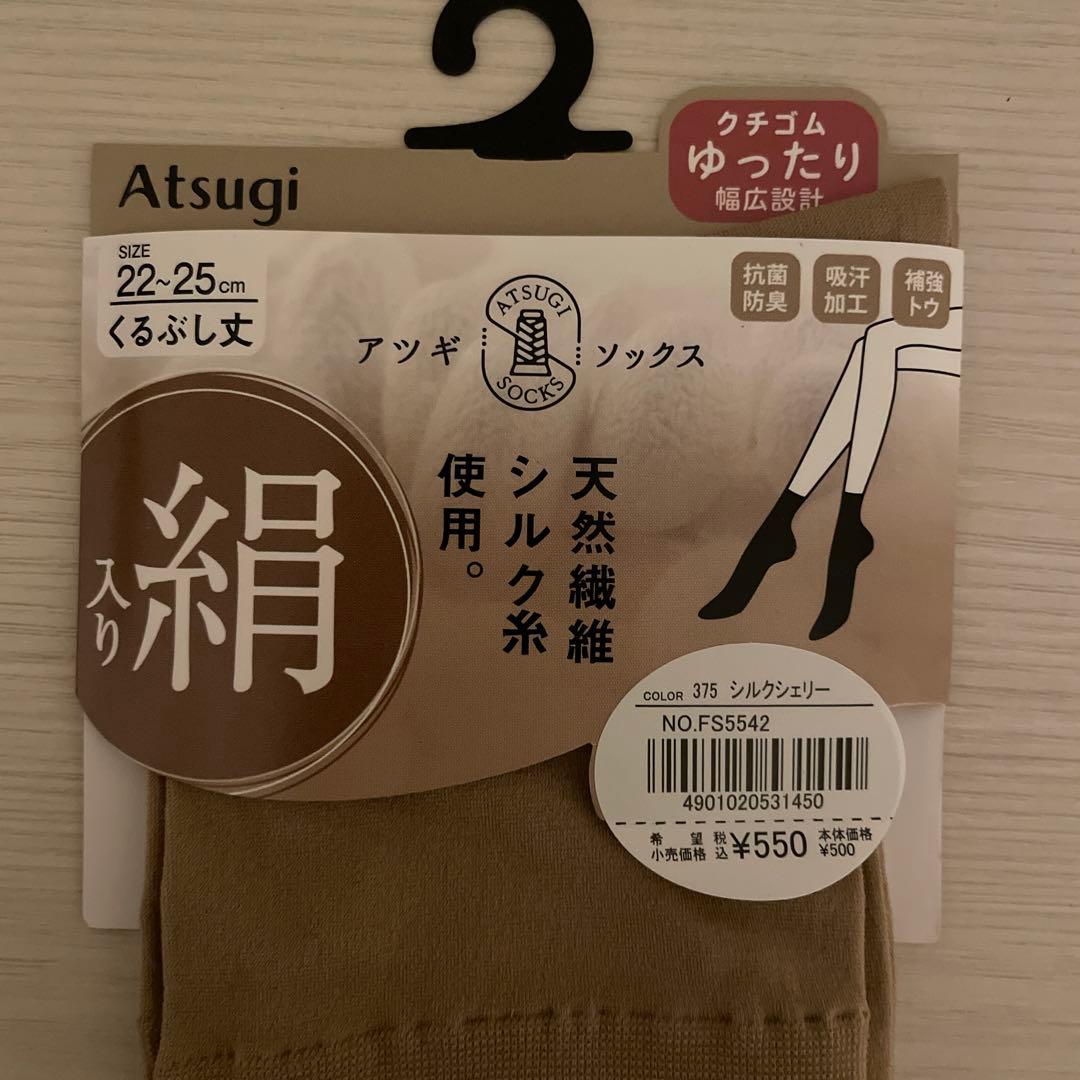 Atsugi
クチゴム
ゆったり
幅広設計
SIZE
22~25cm
くるぶし丈
アツギ
ATSUGI
SOCKS
ソックス
抗菌
防臭
吸汗
加工
補強
トウ
絹
入り
天然繊維
シルク糸
使用。
COLOR 375 シルクシェリー
NO.FS5542
4901020531450
希望小売価格 税込 ¥550 本体価格 ¥500